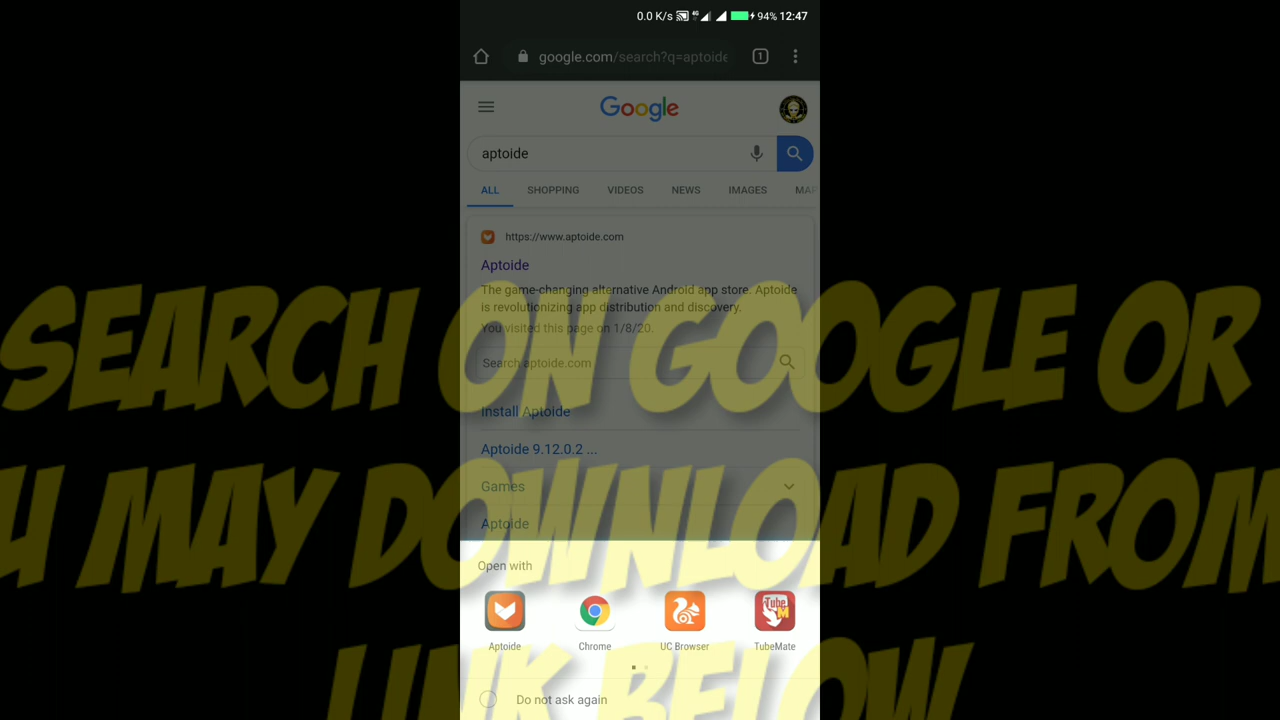 0.0 K/s 4G 94% 12:47
google.com/search?q=aptoide
1
Google
aptoide
ALL SHOPPING VIDEOS NEWS IMAGES MAP
https://www.aptoide.com
Aptoide
The game-changing alternative Android app store. Aptoide
is revolutionizing app distribution and discovery.
You visited this page on 1/8/20.
Search aptoide.com
Install Aptoide
Aptoide 9.12.0.2 ...
Games
Aptoide
Open with
Aptoide Chrome UC Browser TubeMate
Do not ask again
SEARCH ON GOOGLE OR
U MAY DOWNLOAD FROM
LINK BELOW